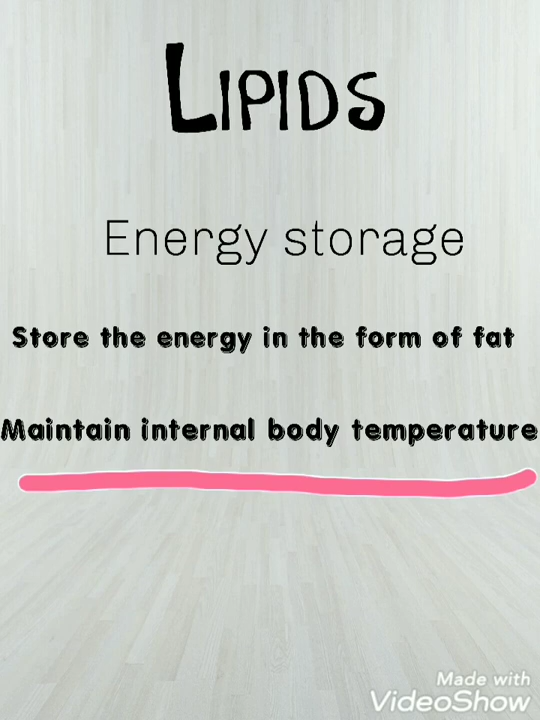 Lipids
Energy storage
Store the energy in the form of fat
Maintain internal body temperature
Made with
VideoShow